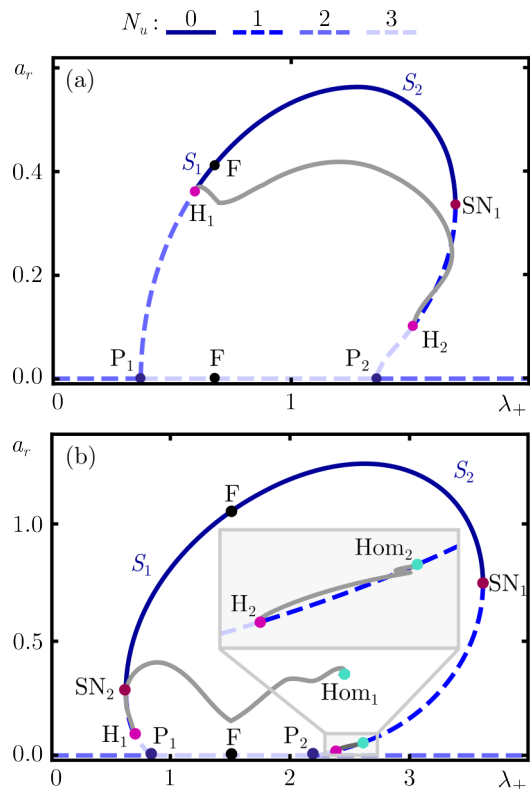 N_u : 0 1 2 3
a_r (a) S_2
0.4 S_1 F
H_1 SN_1
0.2
H_2
P_1 F P_2
0.0
0 1 λ_+
a_r (b) S_2
F
1.0 S_1
Hom_2
H_2 SN_1
0.5
SN_2 Hom_1
H_1 P_1 F P_2
0.0
0 1 2 3 λ_+